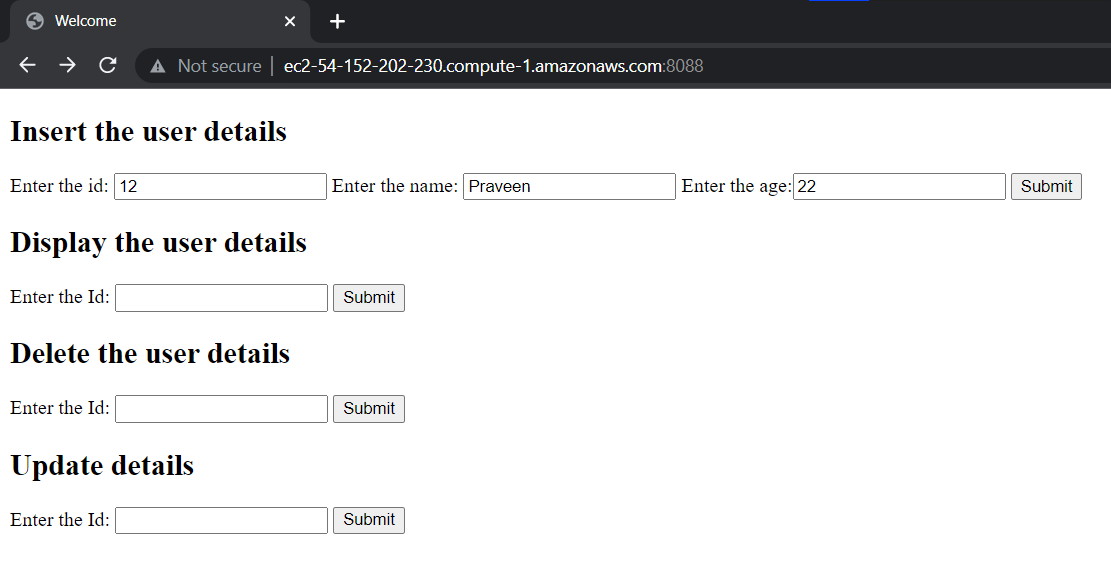 Welcome
Not secure | ec2-54-152-202-230.compute-1.amazonaws.com:8088
Insert the user details
Enter the id: 12 Enter the name: Praveen Enter the age: 22 Submit
Display the user details
Enter the Id: Submit
Delete the user details
Enter the Id: Submit
Update details
Enter the Id: Submit